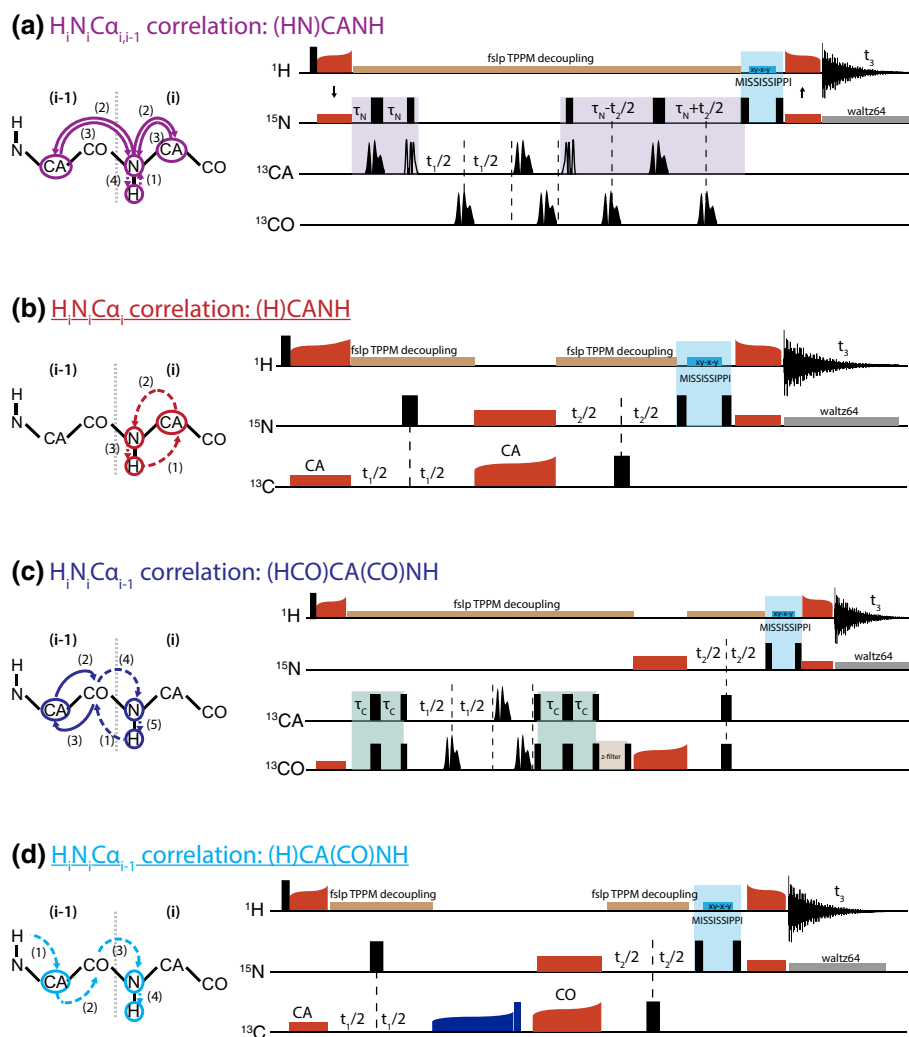 (a) HᵢNᵢCαᵢ,ᵢ₋₁ correlation: (HN)CANH
(i-1) (i)
(2) (2)
H
(3) (3)
N CA CO N CA CO
(4) (1)
H
¹H fslp TPPM decoupling xy-x-y t₃
MISSISSIPPI
¹⁵N τN τN τN-t₂/2 τN+t₂/2 waltz64
¹³CA t₁/2 t₁/2
¹³CO
(b) HᵢNᵢCαᵢ correlation: (H)CANH
(i-1) (i)
(2)
H
N CA CO N CA CO
(3) (1)
H
¹H fslp TPPM decoupling fslp TPPM decoupling xy-x-y t₃
MISSISSIPPI
¹⁵N t₂/2 t₂/2 waltz64
¹³C CA t₁/2 t₁/2 CA
(c) HᵢNᵢCαᵢ₋₁ correlation: (HCO)CA(CO)NH
(i-1) (i)
(2) (4)
H
N CA CO N CA CO
(3) (1) (5)
H
¹H fslp TPPM decoupling xy-x-y t₃
MISSISSIPPI
¹⁵N t₂/2 t₂/2 waltz64
¹³CA τC τC t₁/2 t₁/2 τC τC
¹³CO z-filter
(d) HᵢNᵢCαᵢ₋₁ correlation: (H)CA(CO)NH
(i-1) (i)
H
(1) (3)
N CA CO N CA CO
(2) (4)
H
¹H fslp TPPM decoupling fslp TPPM decoupling xy-x-y t₃
MISSISSIPPI
¹⁵N t₂/2 t₂/2 waltz64
¹³C CA t₁/2 t₁/2 CO